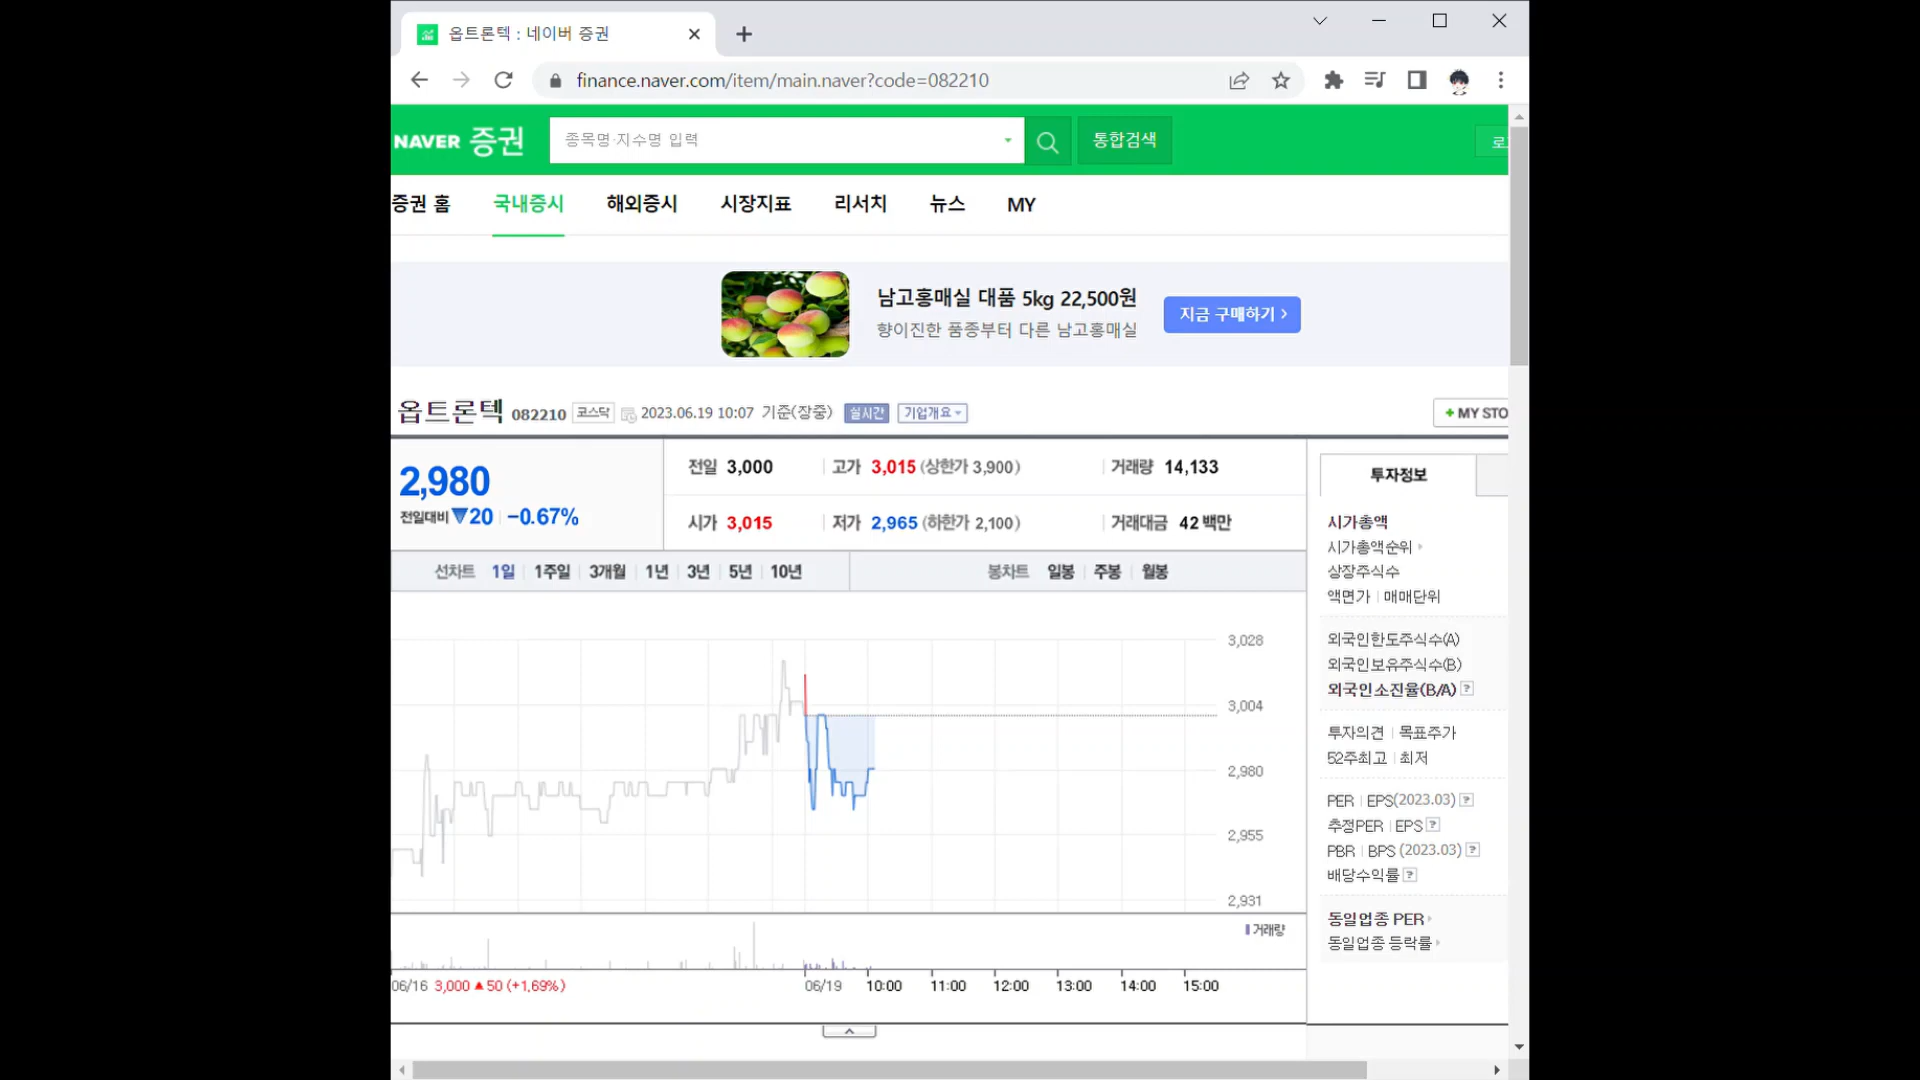 옵트론텍 : 네이버 증권
finance.naver.com/item/main.naver?code=082210
NAVER 증권
종목명·지수명 입력
통합검색
증권 홈 국내증시 해외증시 시장지표 리서치 뉴스 MY
남고홍매실 대품 5kg 22,500원
향이진한 품종부터 다른 남고홍매실
지금 구매하기 >
옵트론텍 082210 코스닥 2023.06.19 10:07 기준(장중) 실시간 기업개요
+ MY STO
2,980
전일대비 ▼20 -0.67%
전일 3,000 고가 3,015 (상한가 3,900) 거래량 14,133
시가 3,015 저가 2,965 (하한가 2,100) 거래대금 42 백만
선차트 1일 1주일 3개월 1년 3년 5년 10년 봉차트 일봉 주봉 월봉
3,028
3,004
2,980
2,955
2,931
거래량
06/16 3,000 ▲50 (+1,69%) 06/19 10:00 11:00 12:00 13:00 14:00 15:00
투자정보
시가총액
시가총액순위
상장주식수
액면가 | 매매단위
외국인한도주식수(A)
외국인보유주식수(B)
외국인소진율(B/A) ?
투자의견 | 목표주가
52주최고 | 최저
PER | EPS(2023.03) ?
추정PER | EPS ?
PBR | BPS (2023.03) ?
배당수익률 ?
동일업종 PER
동일업종 등락률